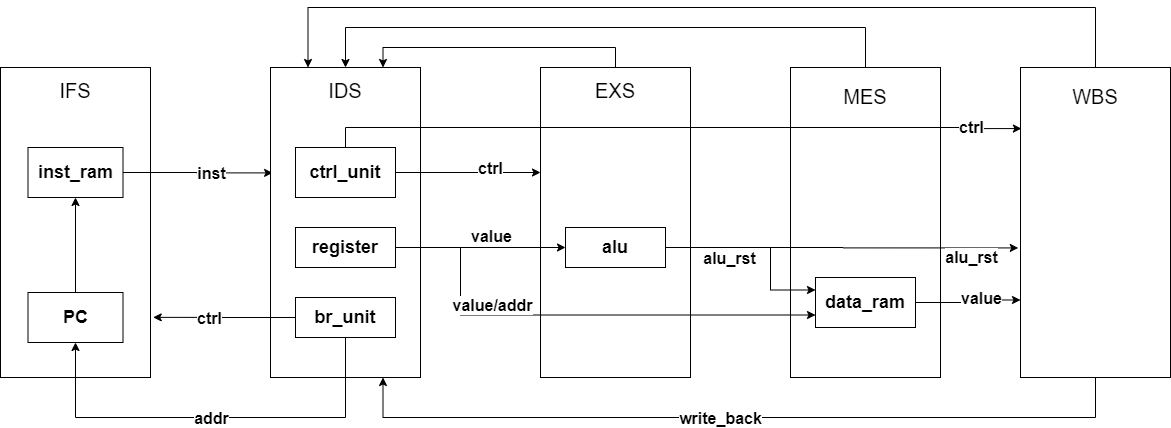 IFS
IDS
EXS
MES
WBS
ctrl
inst_ram
inst
ctrl_unit
ctrl
register
value
alu
alu_rst
alu_rst
value/addr
data_ram
value
PC
ctrl
br_unit
addr
write_back